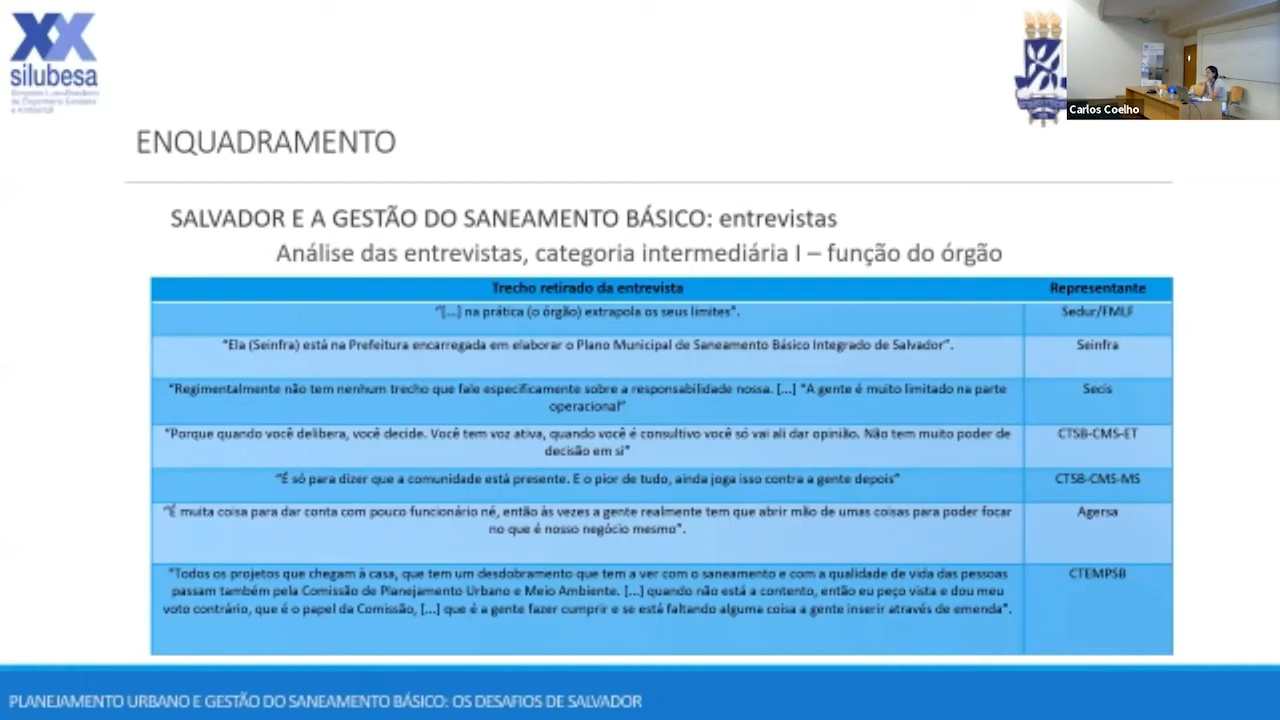 XX
silubesa
Simpósio Luso-Brasileiro
de Engenharia Sanitária
e Ambiental
Carlos Coelho
ENQUADRAMENTO
SALVADOR E A GESTÃO DO SANEAMENTO BÁSICO: entrevistas
Análise das entrevistas, categoria intermediária I – função do órgão
Trecho retirado da entrevista Representante
"[...] na prática (o órgão) extrapola os seus limites". Sedur/FMLF
"Ela (Seinfra) está na Prefeitura encarregada em elaborar o Plano Municipal de Saneamento Básico Integrado de Salvador". Seinfra
"Regimentalmente não tem nenhum trecho que fale especificamente sobre a responsabilidade nossa. [...] "A gente é muito limitado na parte Secis
operacional"
"Porque quando você delibera, você decide. Você tem voz ativa, quando você é consultivo você só vai ali dar opinião. Não tem muito poder de CTSB-CMS-ET
decisão em si"
"É só para dizer que a comunidade está presente. E o pior de tudo, ainda joga isso contra a gente depois" CTSB-CMS-MS
"É muita coisa para dar conta com pouco funcionário né, então às vezes a gente realmente tem que abrir mão de umas coisas para poder focar Agersa
no que é nosso negócio mesmo".
"Todos os projetos que chegam à casa, que tem um desdobramento que tem a ver com o saneamento e com a qualidade de vida das pessoas CTEMPSB
passam também pela Comissão de Planejamento Urbano e Meio Ambiente. [...] quando não está a contento, então eu peço vista e dou meu
voto contrário, que é o papel da Comissão, [...] que é a gente fazer cumprir e se está faltando alguma coisa a gente inserir através de emenda".
PLANEJAMENTO URBANO E GESTÃO DO SANEAMENTO BÁSICO: OS DESAFIOS DE SALVADOR